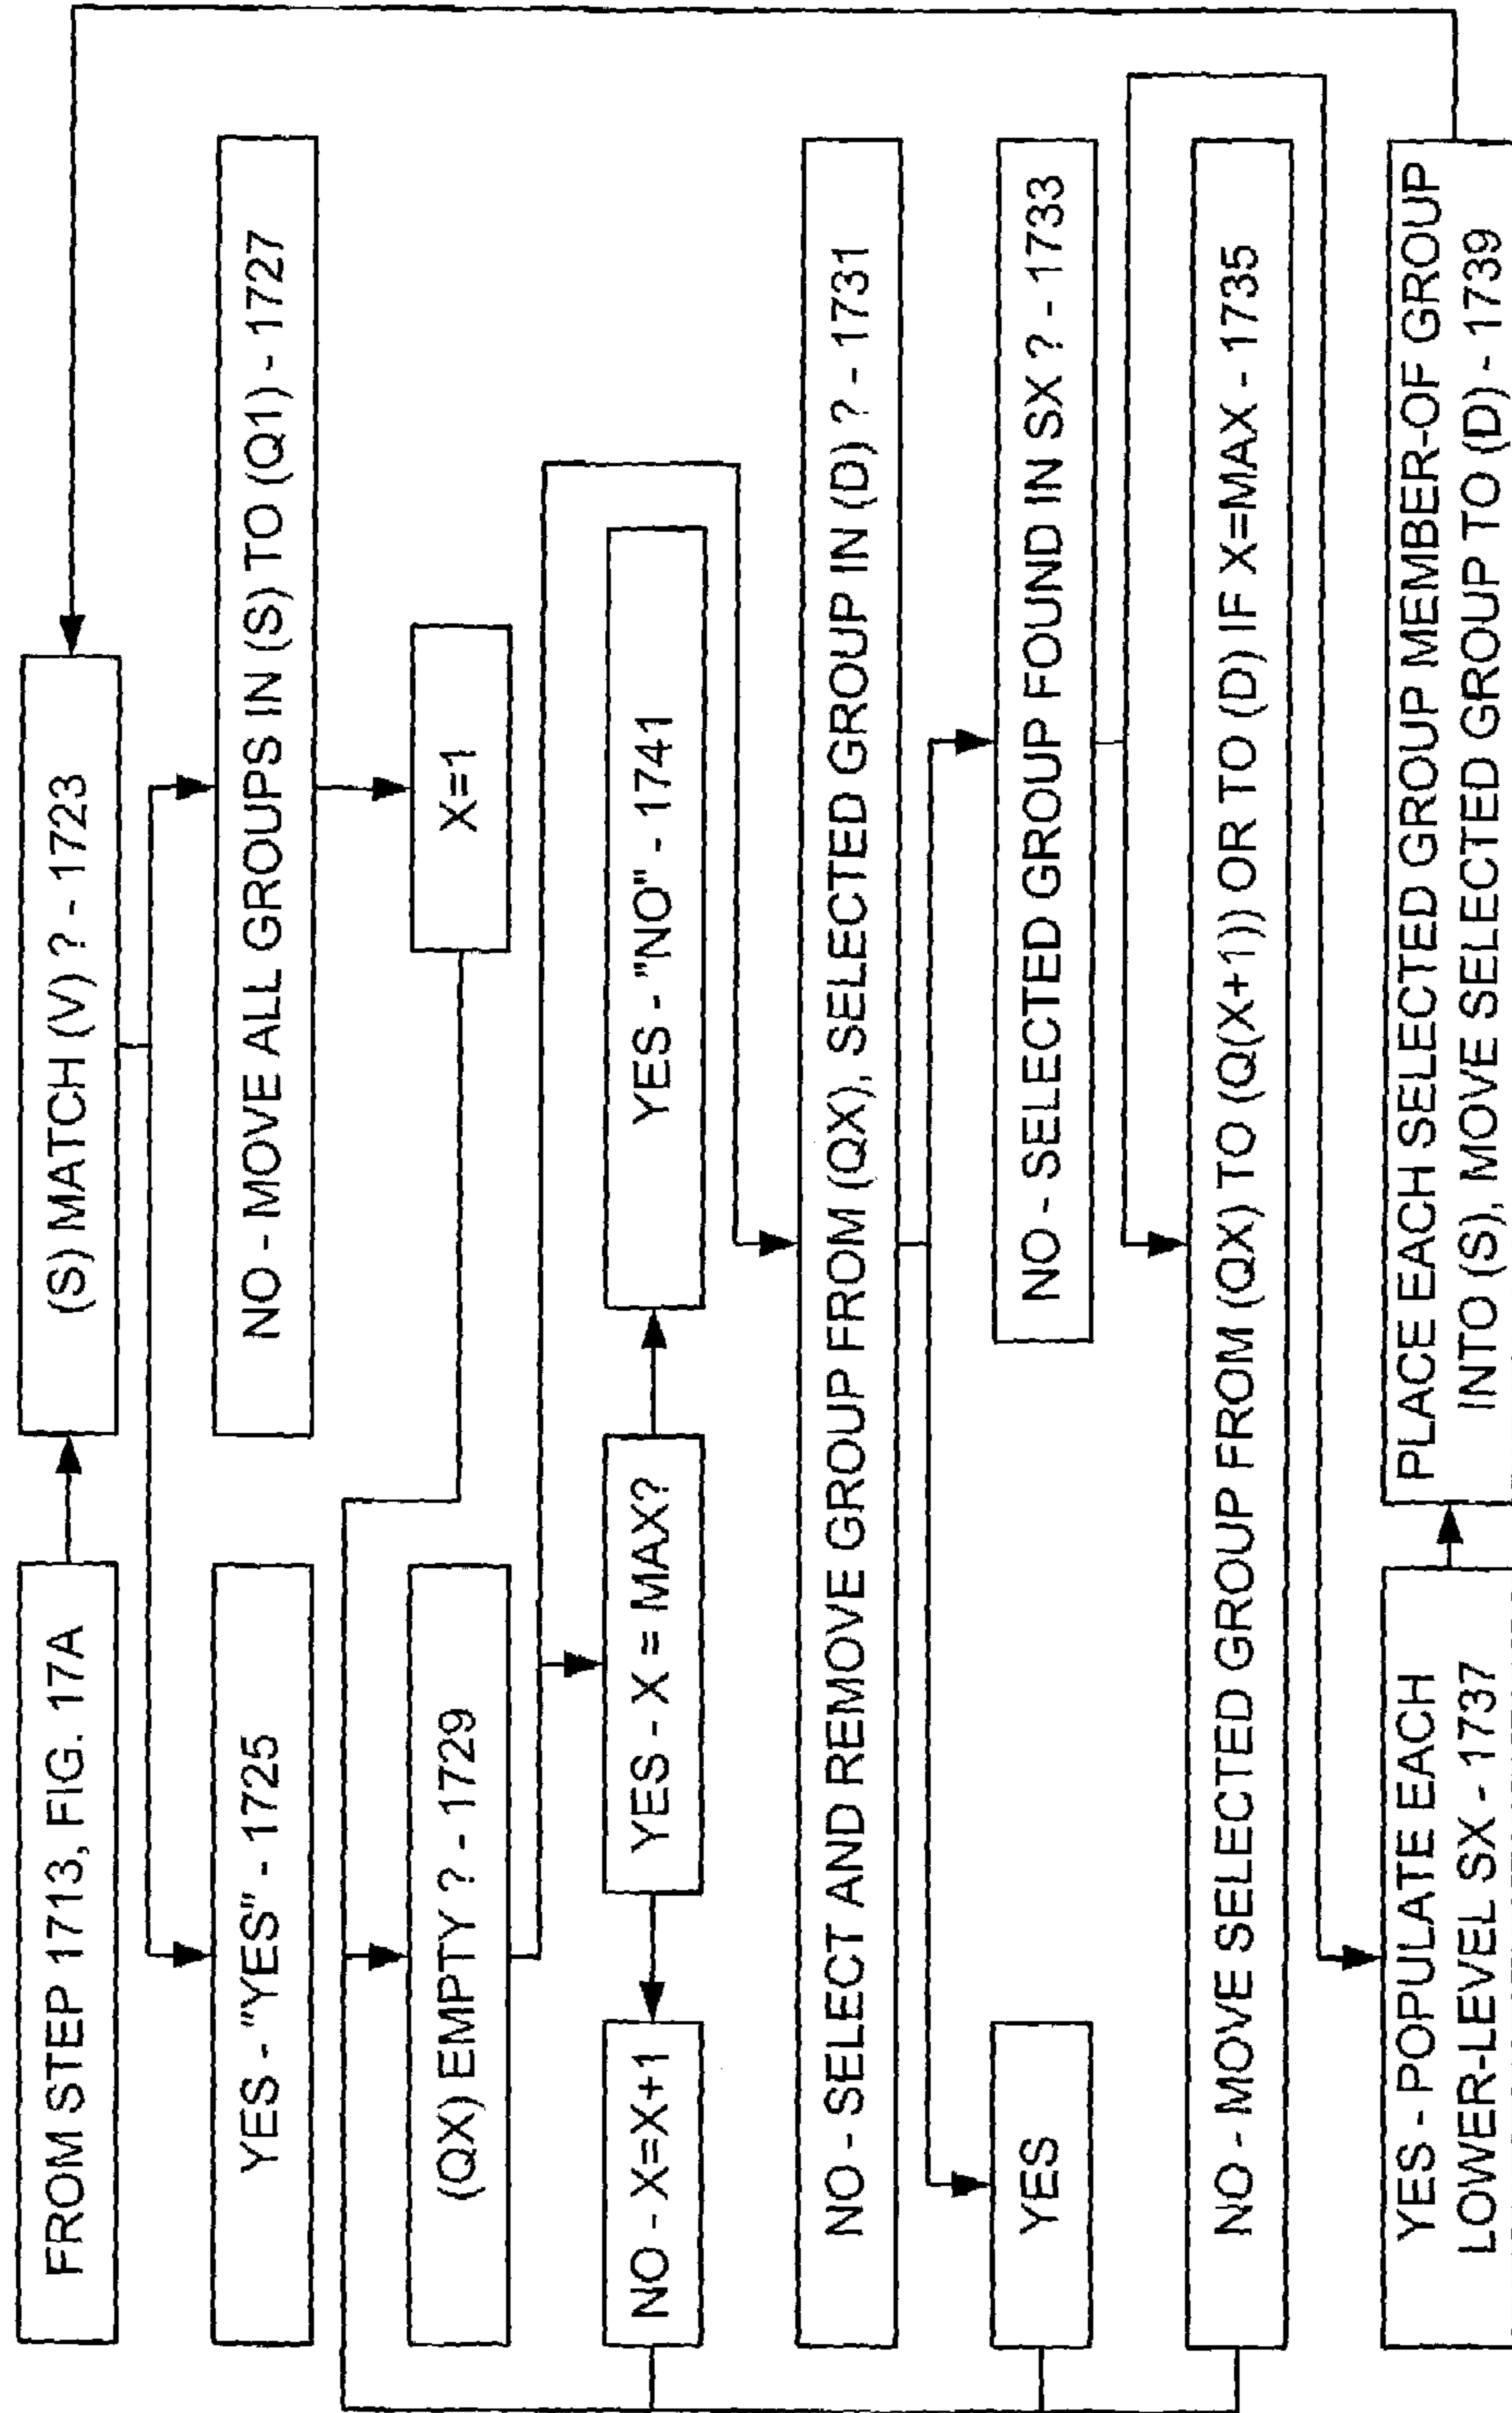 FROM STEP 1713, FIG. 17A
(S) MATCH (V) ? - 1723
YES - "YES" - 1725
NO - MOVE ALL GROUPS IN (S) TO (Q1) - 1727
(QX) EMPTY ? - 1729
X=1
NO - X=X+1
YES - X = MAX?
YES - "NO" - 1741
NO - SELECT AND REMOVE GROUP FROM (QX), SELECTED GROUP IN (D) ? - 1731
YES
NO - SELECTED GROUP FOUND IN SX ? - 1733
NO - MOVE SELECTED GROUP FROM (QX) TO (Q(X+1)) OR TO (D) IF X=MAX - 1735
YES - POPULATE EACH
LOWER-LEVEL SX - 1737
PLACE EACH SELECTED GROUP MEMBER-OF GROUP
INTO (S), MOVE SELECTED GROUP TO (D) - 1739